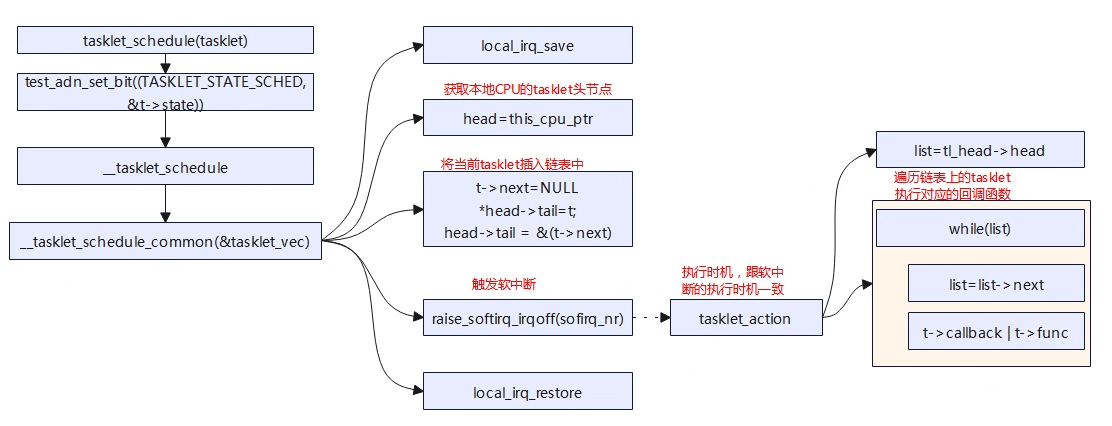 tasklet_schedule(tasklet)
test_adn_set_bit((TASKLET_STATE_SCHED,
&t->state))
__tasklet_schedule
__tasklet_schedule_common(&tasklet_vec)
local_irq_save
获取本地CPU的tasklet头节点
head=this_cpu_ptr
将当前tasklet插入链表中
t->next=NULL
*head->tail=t;
head->tail = &(t->next)
触发软中断
raise_softirq_irqoff(sofirq_nr)
local_irq_restore
执行时机，跟软中
断的执行时机一致
tasklet_action
list=tl_head->head
遍历链表上的tasklet
执行对应的回调函数
while(list)
list=list->next
t->callback | t->func